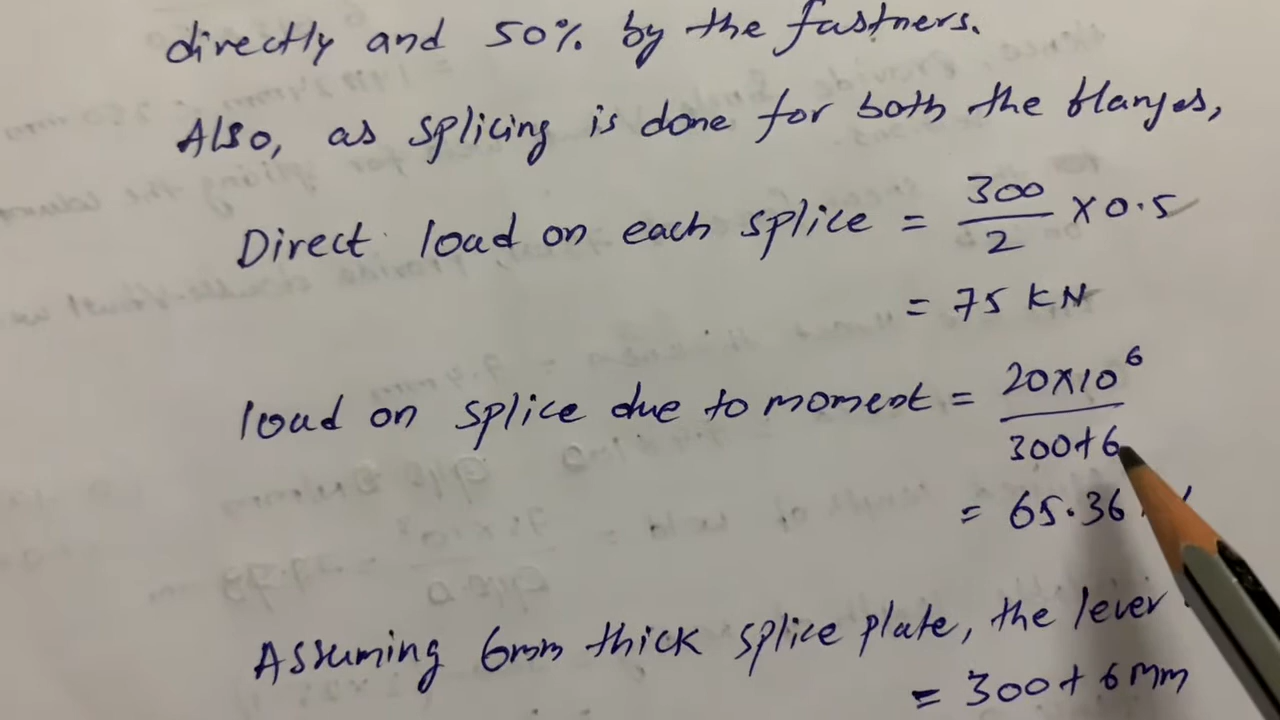 directly and 50% by the fastners.
Also, as splicing is done for both the flanges,
Direct load on each splice = 300/2 × 0.5
= 75 KN
load on splice due to moment = 20×10^6/300+6
= 65.36
Assuming 6mm thick splice plate, the lever
= 300 + 6mm